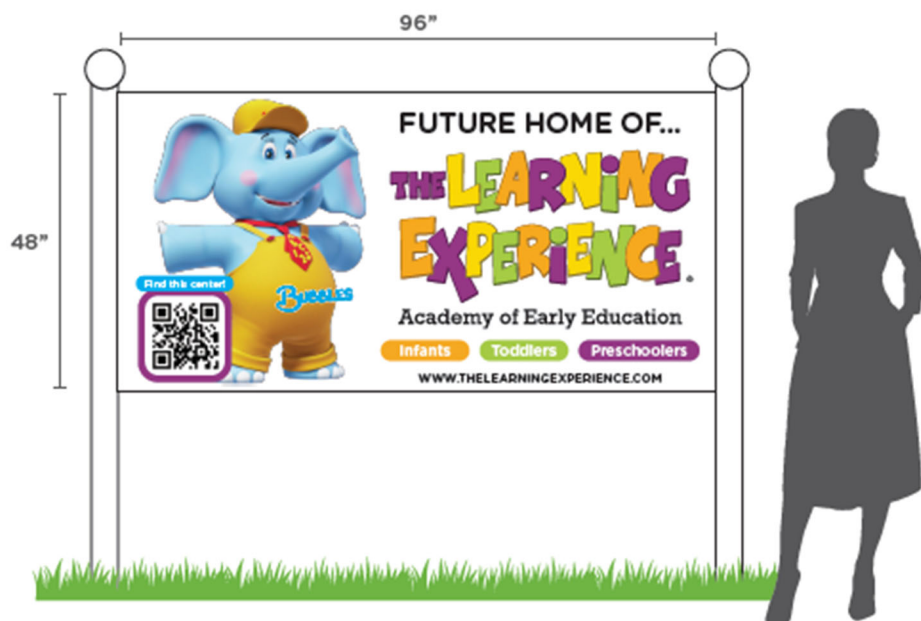 96”
48”
FUTURE HOME OF...
THE LEARNING
EXPERIENCE.
Academy of Early Education
Infants Toddlers Preschoolers
WWW.THELEARNINGEXPERIENCE.COM
Find this center!
BUBBLES